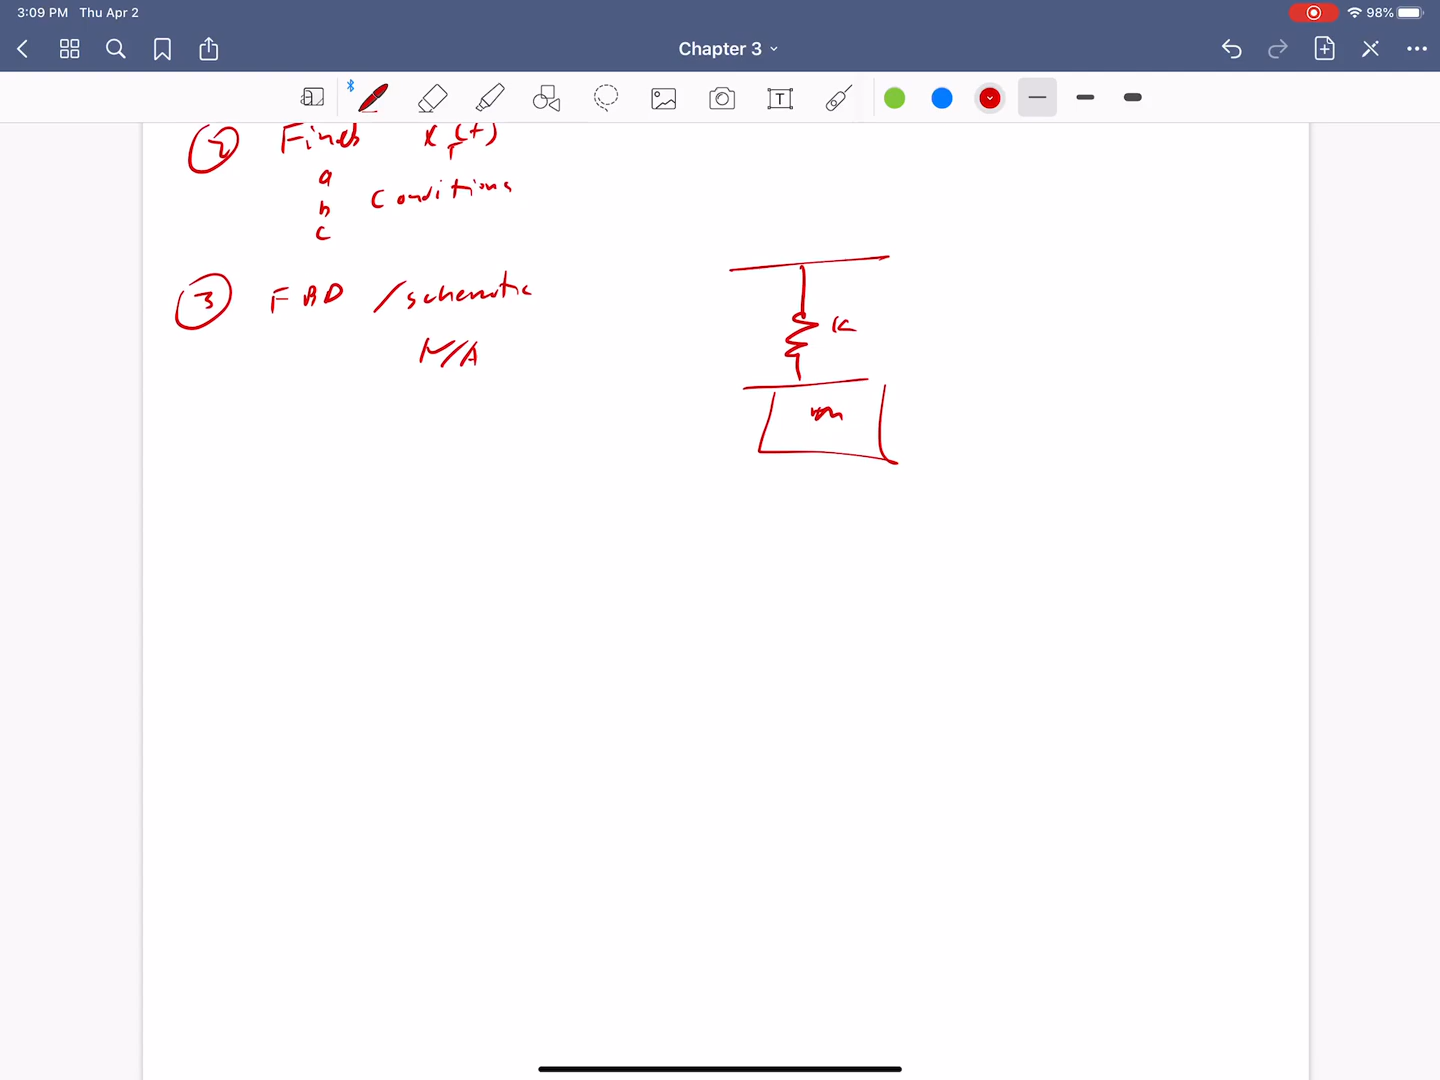 3:09 PM Thu Apr 2
98%
Chapter 3
T
2 Find x (t)
a
b
c
Conditions
3 FBD / schematic
N/A
K
m